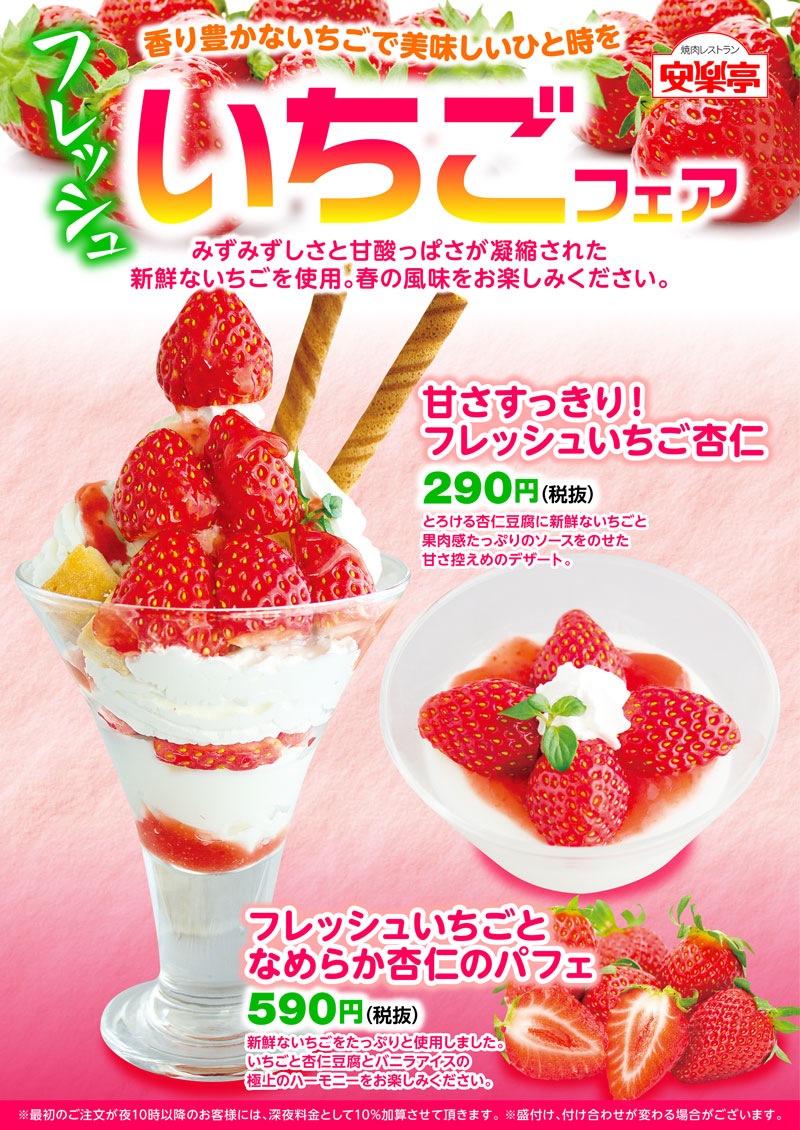 香り豊かないちごで美味しいひと時を
焼肉レストラン
安楽亭
フレッシュ
いちごフェア
みずみずしさと甘酸っぱさが凝縮された
新鮮ないちごを使用。春の風味をお楽しみください。
甘さすっきり!
フレッシュいちご杏仁
290円(税抜)
とろける杏仁豆腐に新鮮ないちごと
果肉感たっぷりのソースをのせた
甘さ控えめのデザート。
フレッシュいちごと
なめらか杏仁のパフェ
590円(税抜)
新鮮ないちごをたっぷりと使用しました。
いちごと杏仁豆腐とバニラアイスの
極上のハーモニーをお楽しみください。
※最初のご注文が夜10時以降のお客様には、深夜料金として10%加算させて頂きます。 ※盛付け、付け合わせが変わる場合がございます。